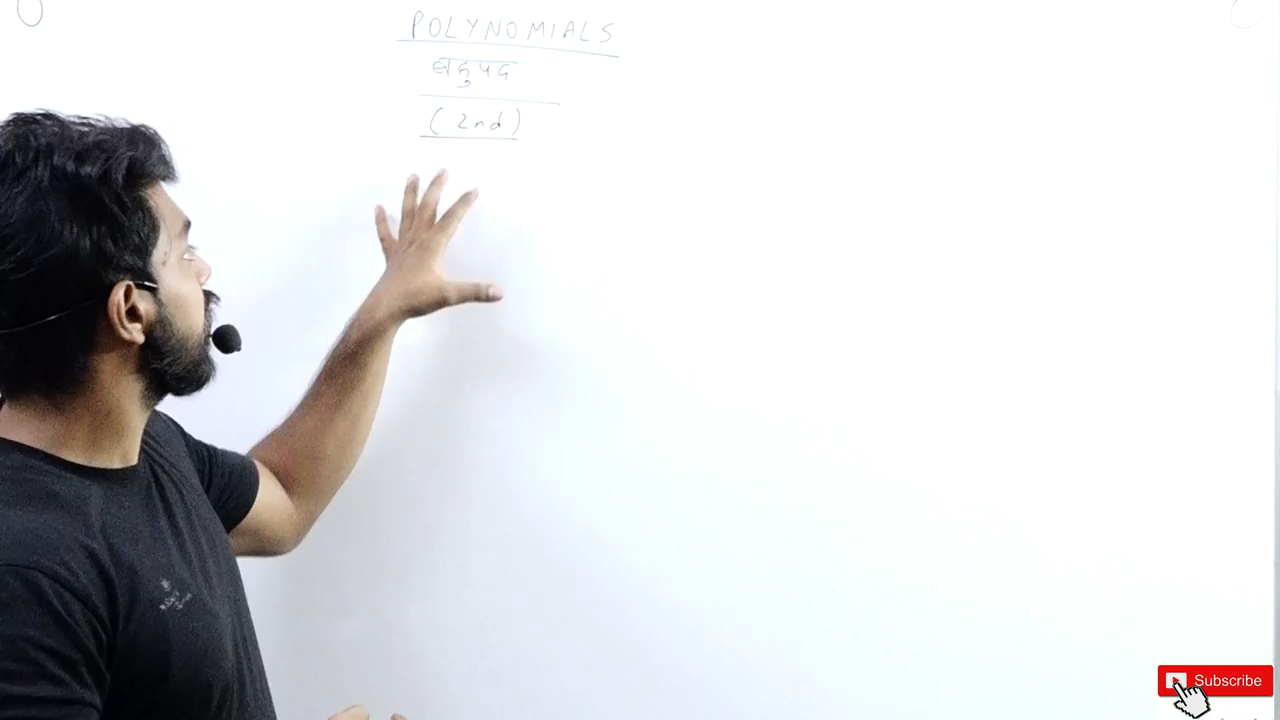 POLYNOMIALS
बहुपद
(2nd)
Subscribe